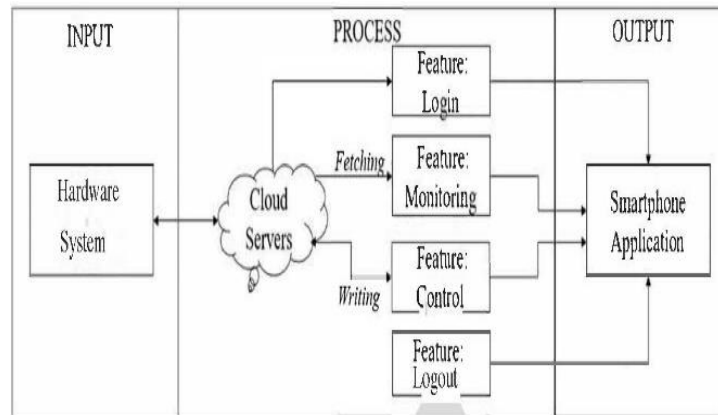 INPUT
PROCESS
OUTPUT
Feature:
Login
Fetching
Feature:
Monitoring
Hardware
System
Cloud
Servers
Smartphone
Application
Writing
Feature:
Control
Feature:
Logout